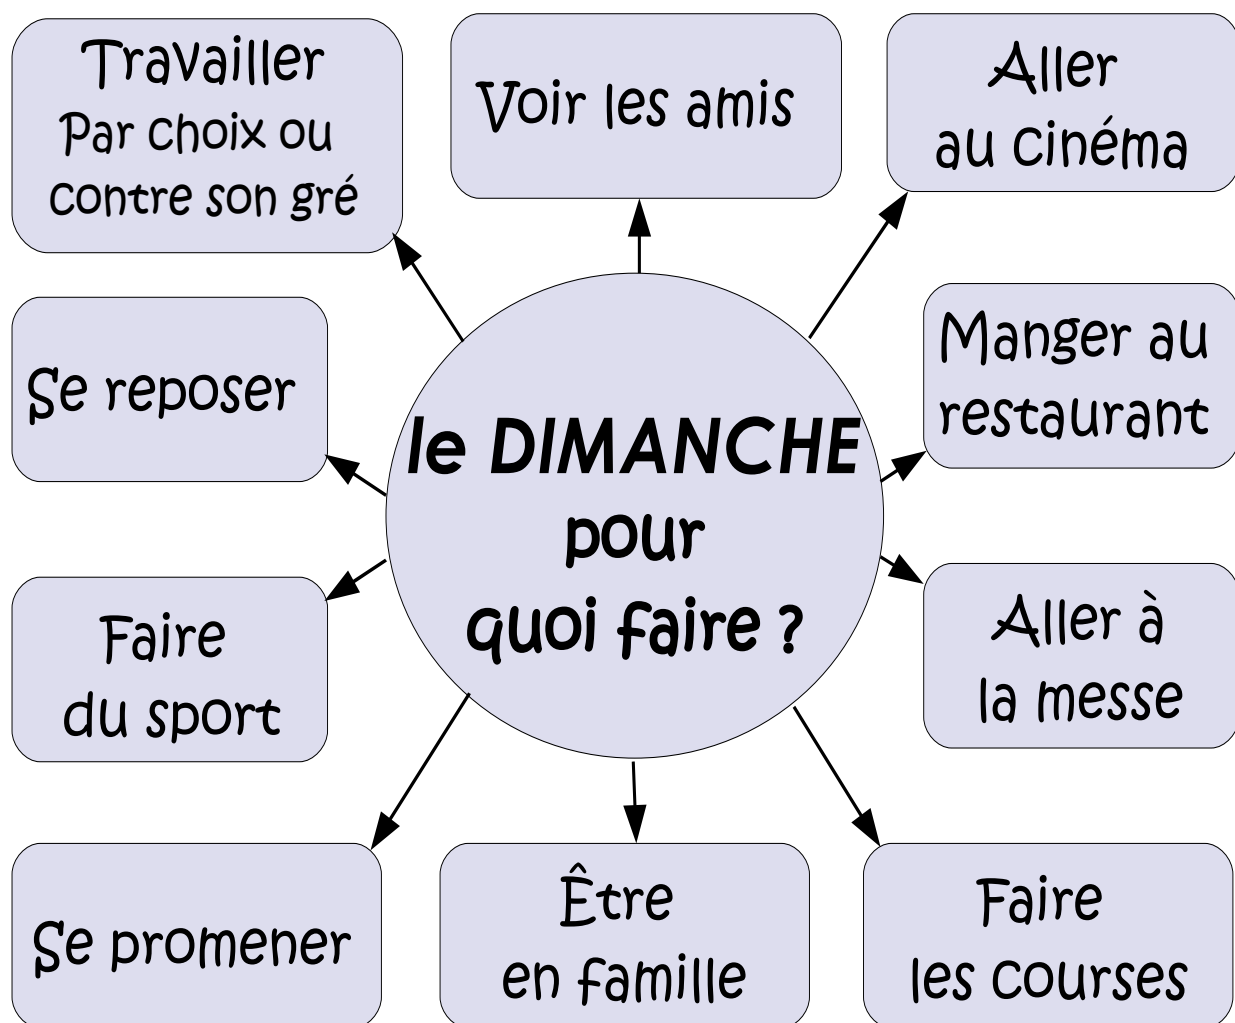 Travailler
Par choix ou
contre son gré
Voir les amis
Aller
au cinéma
Se reposer
Manger au
restaurant
le DIMANCHE
pour
quoi faire ?
Faire
du sport
Aller à
la messe
Se promener
Être
en famille
Faire
les courses